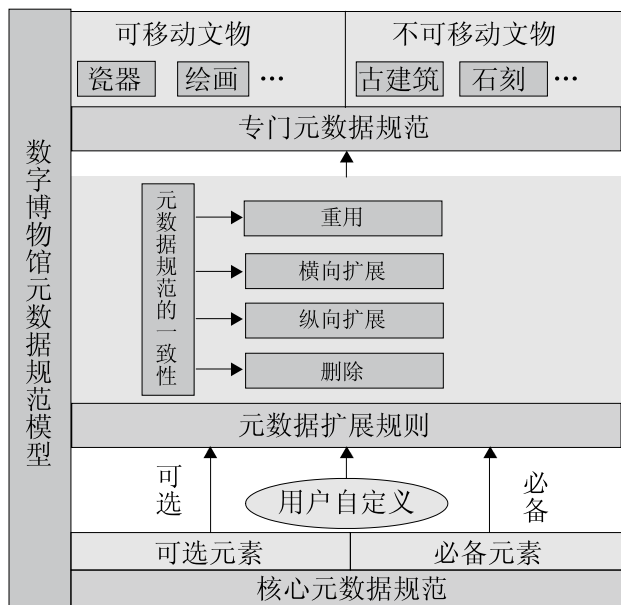 数字博物馆元数据规范模型
可移动文物
不可移动文物
瓷器 绘画 …
古建筑 石刻 …
专门元数据规范
元数据规范的一致性
重用
横向扩展
纵向扩展
删除
元数据扩展规则
可选
用户自定义
必备
可选元素
必备元素
核心元数据规范